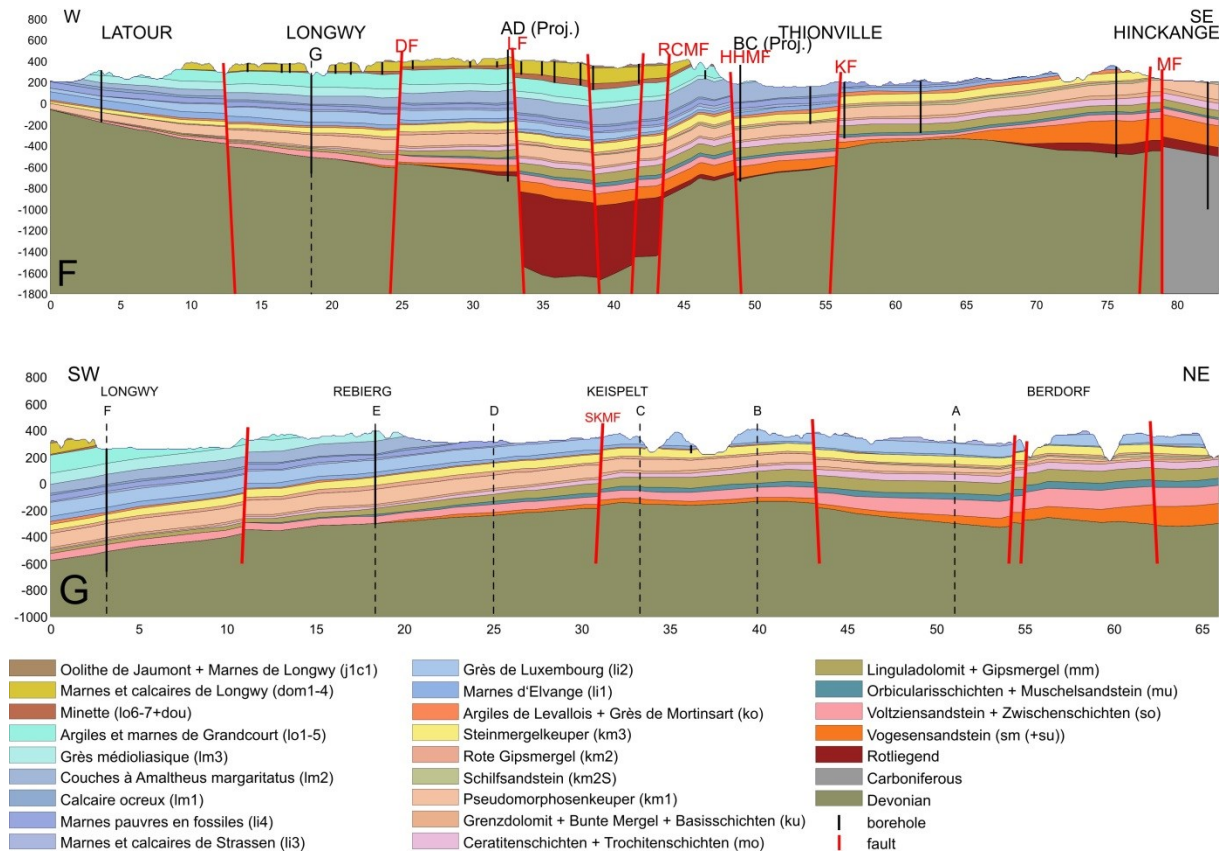 W
SE
LATOUR
LONGWY
AD (Proj.)
THIONVILLE
HINCKANGE
G
DF
LF
RCMF
HHMF
BC (Proj.)
KF
MF
800
600
400
200
0
-200
-400
-600
-800
-1000
-1200
-1400
-1600
-1800
F
0 5 10 15 20 25 30 35 40 45 50 55 60 65 70 75 80
SW
NE
LONGWY
REBIERG
KEISPELT
BERDORF
F
E
D
SKMF
C
B
A
800
600
400
200
0
-200
-400
-600
-800
-1000
G
0 5 10 15 20 25 30 35 40 45 50 55 60 65
Oolithe de Jaumont + Marnes de Longwy (j1c1)
Marnes et calcaires de Longwy (dom1-4)
Minette (lo6-7+dou)
Argiles et marnes de Grandcourt (lo1-5)
Grès médioliasique (lm3)
Couches à Amaltheus margaritatus (lm2)
Calcaire ocreux (lm1)
Marnes pauvres en fossiles (li4)
Marnes et calcaires de Strassen (li3)
Grès de Luxembourg (li2)
Marnes d'Elvange (li1)
Argiles de Levallois + Grès de Mortinsart (ko)
Steinmergelkeuper (km3)
Rote Gipsmergel (km2)
Schilfsandstein (km2S)
Pseudomorphosenkeuper (km1)
Grenzdolomit + Bunte Mergel + Basisschichten (ku)
Ceratitenschichten + Trochitenschichten (mo)
Linguladolomit + Gipsmergel (mm)
Orbicularisschichten + Muschelsandstein (mu)
Voltziensandstein + Zwischenschichten (so)
Vogesensandstein (sm (+su))
Rotliegend
Carboniferous
Devonian
borehole
fault